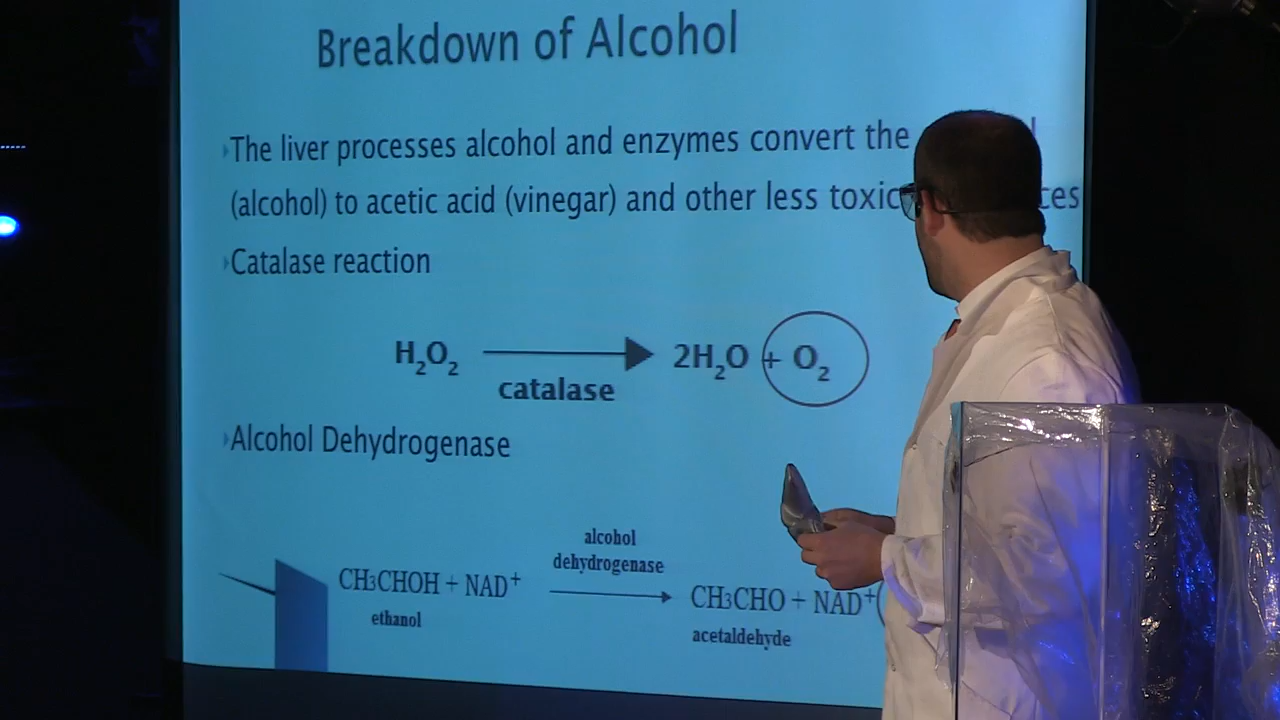 Breakdown of Alcohol
The liver processes alcohol and enzymes convert the
(alcohol) to acetic acid (vinegar) and other less toxic
Catalase reaction
H₂O₂ 2H₂O + O₂
catalase
Alcohol Dehydrogenase
alcohol
dehydrogenase
CH3CHOH + NAD⁺ CH3CHO + NAD⁺
ethanol acetaldehyde